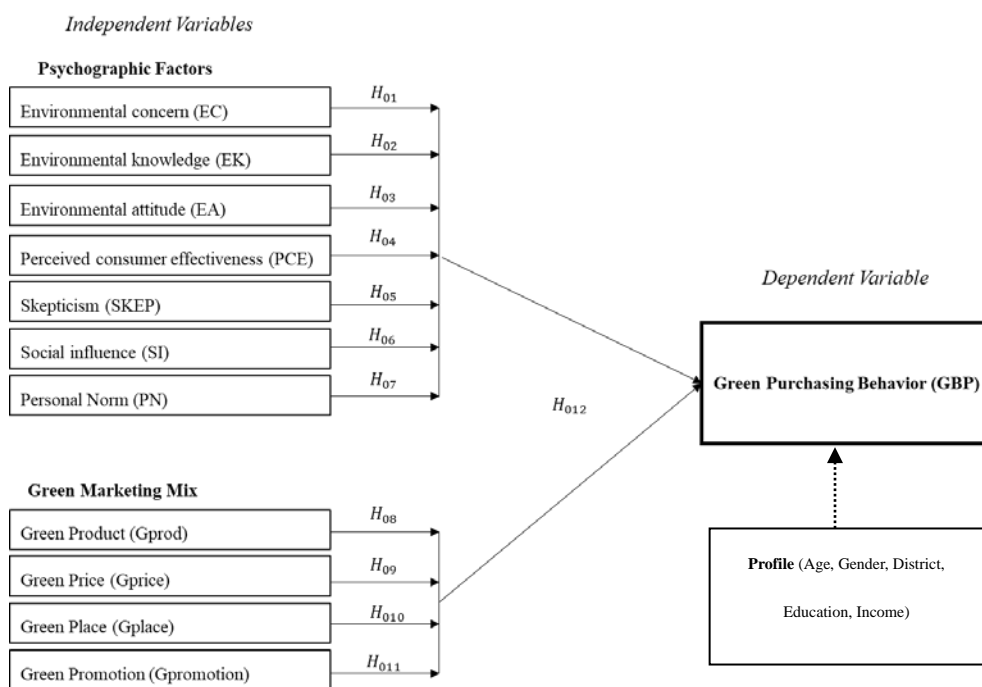 Independent Variables
Psychographic Factors
Environmental concern (EC)
H01
Environmental knowledge (EK)
H02
Environmental attitude (EA)
H03
Perceived consumer effectiveness (PCE)
H04
Skepticism (SKEP)
H05
Social influence (SI)
H06
Personal Norm (PN)
H07
Green Marketing Mix
Green Product (Gprod)
H08
Green Price (Gprice)
H09
Green Place (Gplace)
H010
Green Promotion (Gpromotion)
H011
H012
Dependent Variable
Green Purchasing Behavior (GBP)
Profile (Age, Gender, District,
Education, Income)